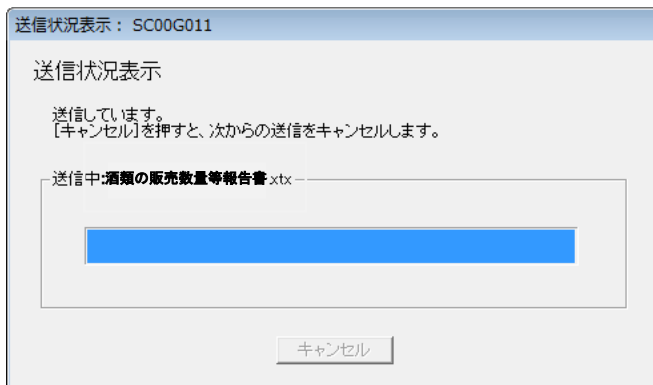 送信状況表示： SC00G011
送信状況表示
送信しています。
[キャンセル]を押すと、次からの送信をキャンセルします。
送信中:酒類の販売数量等報告書.xtx
キャンセル